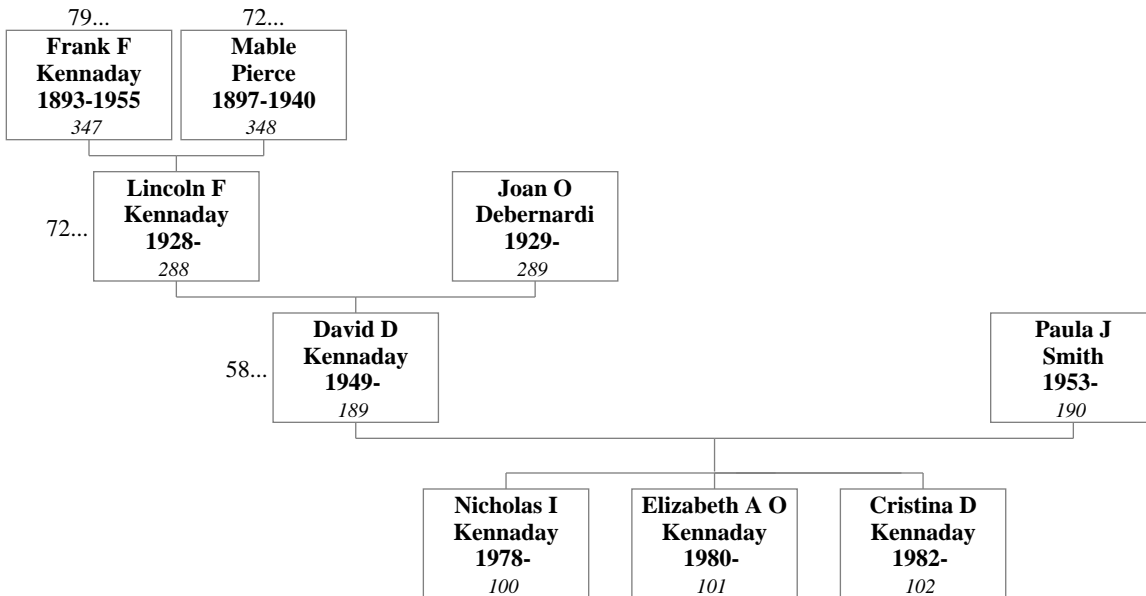 79...
72...
Frank F
Kennaday
1893-1955
347
Mable
Pierce
1897-1940
348
72...
Lincoln F
Kennaday
1928-
288
Joan O
Debernardi
1929-
289
58...
David D
Kennaday
1949-
189
Paula J
Smith
1953-
190
Nicholas I
Kennaday
1978-
100
Elizabeth A O
Kennaday
1980-
101
Cristina D
Kennaday
1982-
102